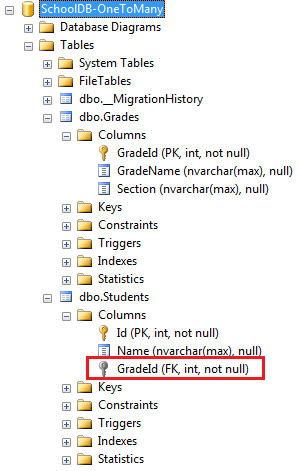 SchoolDB-OneToMany
Database Diagrams
Tables
System Tables
FileTables
dbo.__MigrationHistory
dbo.Grades
Columns
GradeId (PK, int, not null)
GradeName (nvarchar(max), null)
Section (nvarchar(max), null)
Keys
Constraints
Triggers
Indexes
Statistics
dbo.Students
Columns
Id (PK, int, not null)
Name (nvarchar(max), null)
GradeId (FK, int, not null)
Keys
Constraints
Triggers
Indexes
Statistics